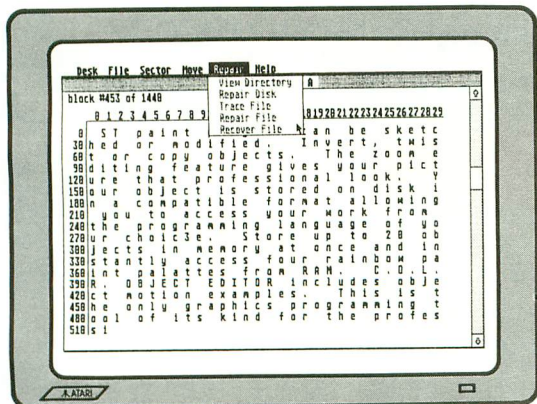 Desk File Sector Move Repair Help
A
View Directory
Repair Disk
Trace File
Repair File
Recover File
block #453 of 1440
0 1 2 3 4 5 6 7 8 9 18 19 20 21 22 23 24 25 26 27 28 29
0 ST paint an be sketc
30 hed or modified. Invert, twis
60 t or copy objects. The zoom e
90 diting feature gives your pict
120 ure that professional look. Y
150 our object is stored on disk i
180 n a compatible format allowing
210 you to access your work from
240 the programming language of yo
270 ur choic3e. Store up to 20 ob
300 jects in memory at once and in
330 stantly access four rainbow pa
360 int palattes from RAM. C.O.L.
390 R. OBJECT EDITOR includes obje
420 ct motion examples. This is t
450 he only graphics programming t
480 ool of its kind for the profes
510 si
ATARI